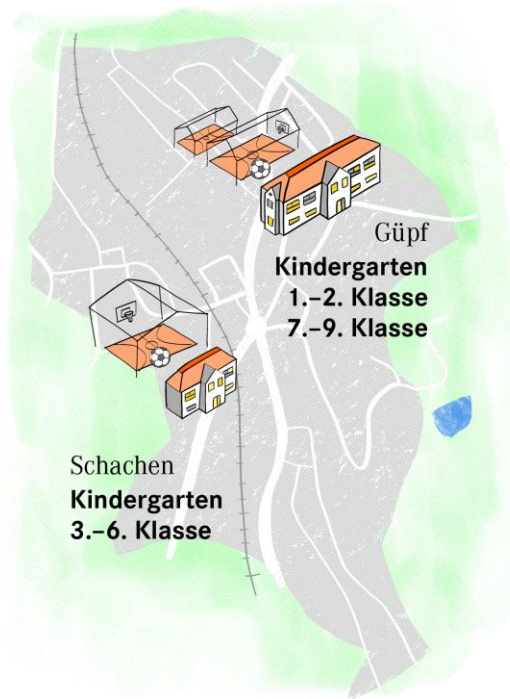 Güpf
Kindergarten
1.–2. Klasse
7.–9. Klasse
Schachen
Kindergarten
3.–6. Klasse